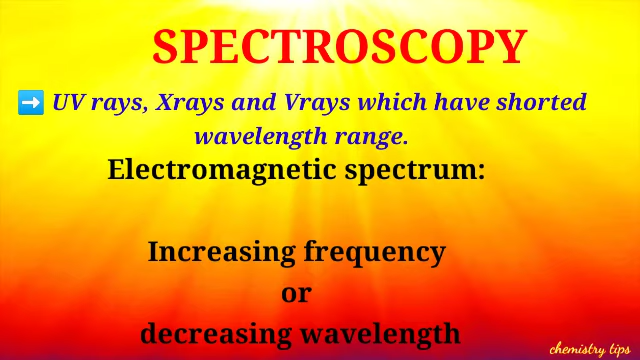 SPECTROSCOPY
➡ UV rays, Xrays and Vrays which have shorted
wavelength range.
Electromagnetic spectrum:
Increasing frequency
or
decreasing wavelength
chemistry tips